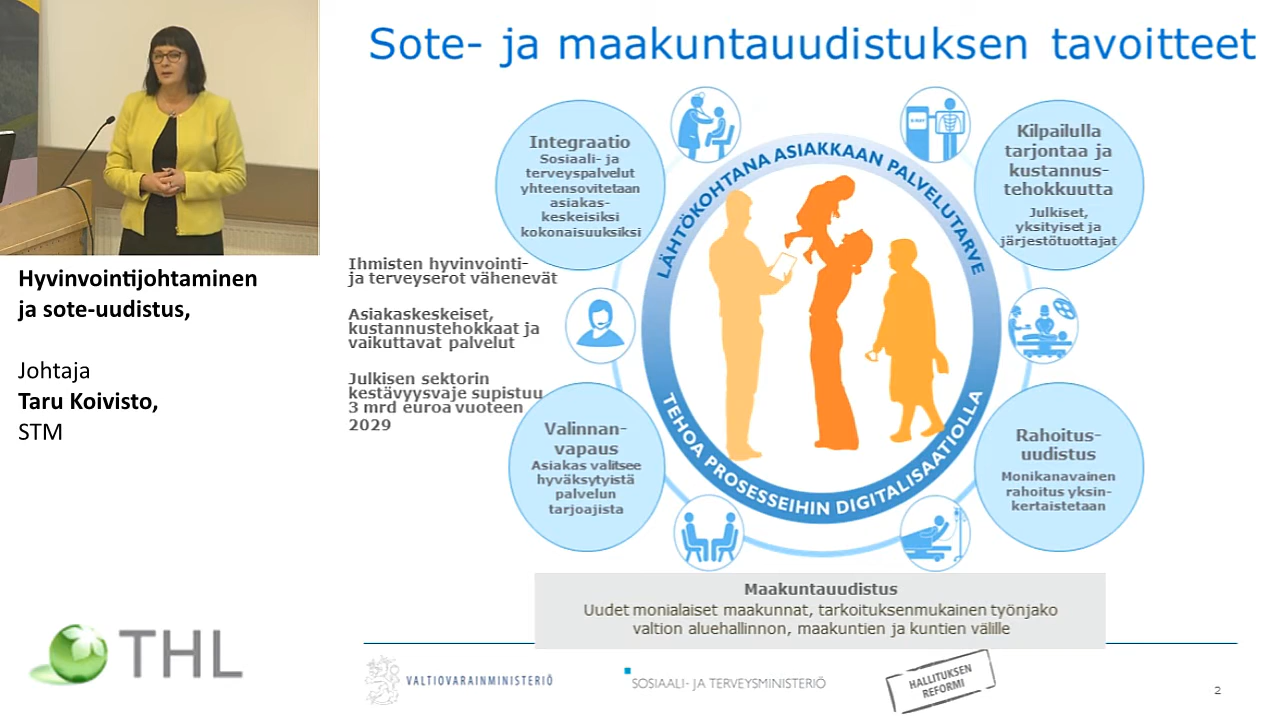 Sote- ja maakuntauudistuksen tavoitteet
Hyvinvointijohtaminen
ja sote-uudistus,
Johtaja
Taru Koivisto,
STM
THL
Ihmisten hyvinvointi-
ja terveyserot vähenevät
Asiakaskeskeiset,
kustannustehokkaat ja
vaikuttavat palvelut
Julkisen sektorin
kestävyysvaje supistuu
3 mrd euroa vuoteen
2029
Integraatio
Sosiaali- ja
terveyspalvelut
yhteensovitetaan
asiakas-
keskeisiksi
kokonaisuuksiksi
Kilpailulla
tarjontaa ja
kustannus-
tehokkuutta
Julkiset,
yksityiset ja
järjestötuottajat
LÄHTÖKOHTANA ASIAKKAAN PALVELUTARVE
TEHOA PROSESSEIHIN DIGITALISAATIOLLA
Valinnan-
vapaus
Asiakas valitsee
hyväksytyistä
palvelun
tarjoajista
Rahoitus-
uudistus
Monikanavainen
rahoitus yksin-
kertaistetaan
Maakuntauudistus
Uudet monialaiset maakunnat, tarkoituksenmukainen työnjako
valtion aluehallinnon, maakuntien ja kuntien välille
VALTIOVARAINMINISTERIÖ
SOSIAALI- JA TERVEYSMINISTERIÖ
HALLITUKSEN
REFORMI
2